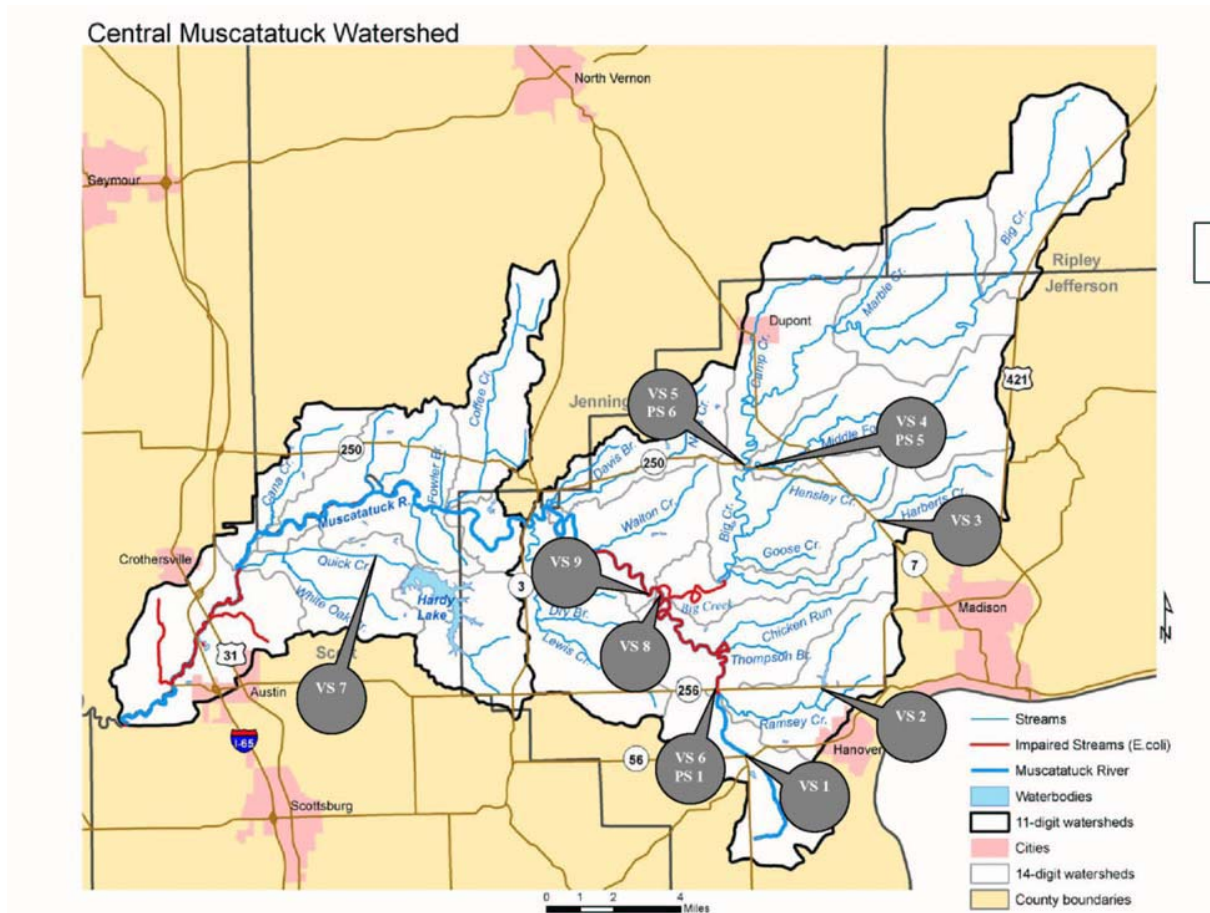 Central Muscatatuck Watershed
North Vernon
Seymour
Big Cr.
Ripley
Jefferson
Marble Cr.
Dupont
Camp Cr.
421
Coffee Cr.
VS 5
PS 6
Jenning
VS 4
PS 5
Middle Fo
250
Cana Cr.
Fowler Br.
Davis Br.
250
Hensley Cr.
Harberts Cr.
Muscatatuck R.
Walton Cr.
Big Cr.
VS 3
Crothersville
Quick Cr.
Goose Cr.
VS 9
7
White Oak
Hardy
Lake
3
Big Creek
Madison
Dry Br.
Chicken Run
VS 8
31
Lewis Cr.
Thompson Br.
N
VS 7
Austin
256
VS 2
Ramsey Cr.
I-65
Hanover
56
VS 6
PS 1
VS 1
Scottsburg
Streams
Impaired Streams (E.coli)
Muscatatuck River
Waterbodies
11-digit watersheds
Cities
14-digit watersheds
County boundaries
0 1 2 4
Miles